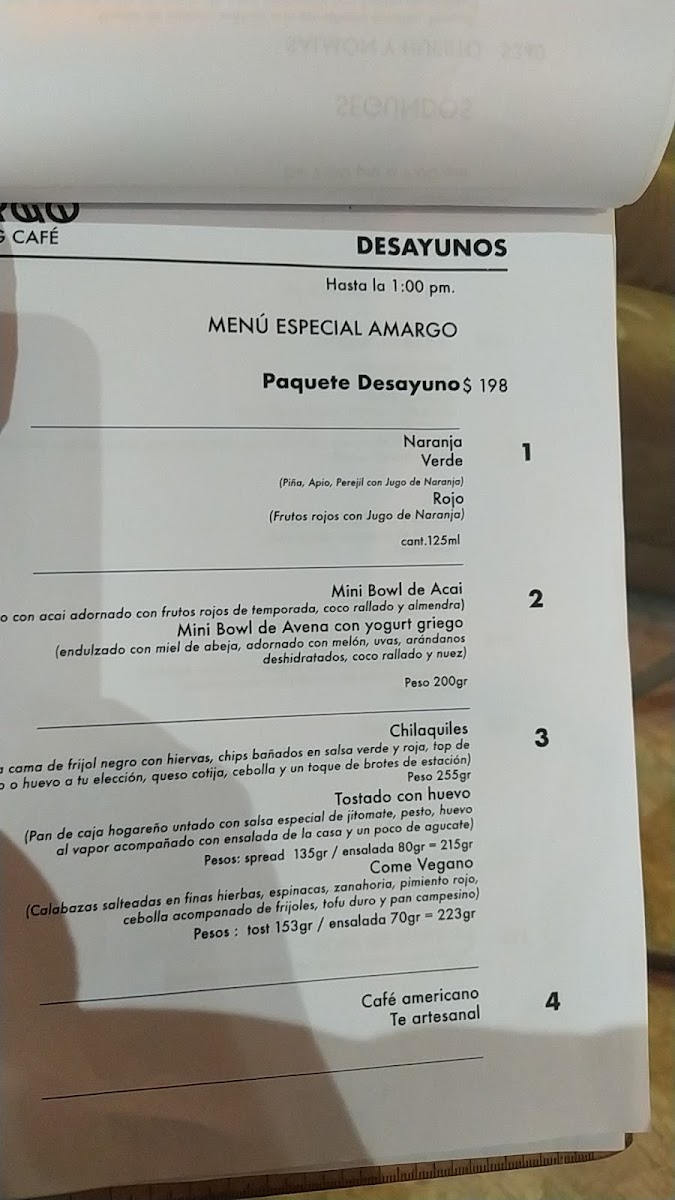 SALMON Y HUERTO $240
SEGUNDOS
CAFÉ
DESAYUNOS
Hasta la 1:00 pm.
MENÚ ESPECIAL AMARGO
Paquete Desayuno $ 198
Naranja
1
Verde
(Piña, Apio, Perejil con Jugo de Naranja)
Rojo
(Frutos rojos con Jugo de Naranja)
cant.125ml
Mini Bowl de Acai
2
o con acai adornado con frutos rojos de temporada, coco rallado y almendra)
Mini Bowl de Avena con yogurt griego
(endulzado con miel de abeja, adornado con melón, uvas, arándanos
deshidratados, coco rallado y nuez)
Peso 200gr
Chilaquiles
3
a cama de frijol negro con hiervas, chips bañados en salsa verde y roja, top de
o o huevo a tu elección, queso cotija, cebolla y un toque de brotes de estación)
Peso 255gr
Tostado con huevo
(Pan de caja hogareño untado con salsa especial de jitomate, pesto, huevo
al vapor acompañado con ensalada de la casa y un poco de agucate)
Pesos: spread 135gr / ensalada 80gr = 215gr
Come Vegano
(Calabazas salteadas en finas hierbas, espinacas, zanahoria, pimiento rojo,
cebolla acompanado de frijoles, tofu duro y pan campesino)
Pesos : tost 153gr / ensalada 70gr = 223gr
Café americano
4
Te artesanal